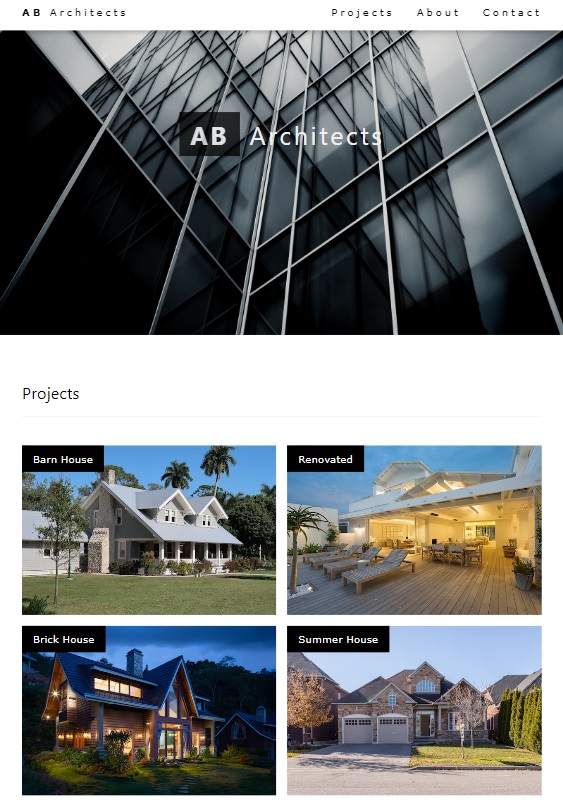 AB Architects
Projects About Contact
AB Architects
Projects
Barn House
Renovated
Brick House
Summer House